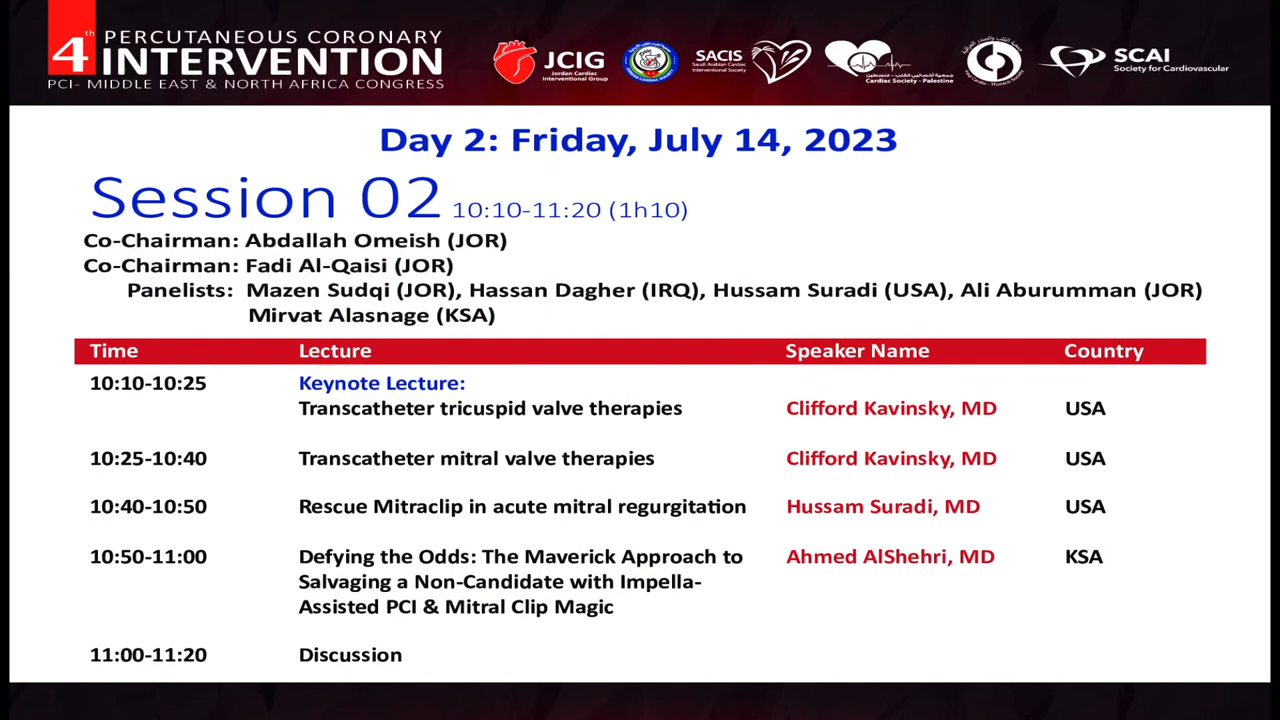 4th PERCUTANEOUS CORONARY
INTERVENTION
PCI- MIDDLE EAST & NORTH AFRICA CONGRESS
JCIG
Jordan Cardiac
Interventional Group
SACIS
Saudi Arabian Cardiac
Interventional Society
جمعية أخصائيي القلب - فلسطين
Cardiac Society - Palestine
SCAI
Society for Cardiovascular
Day 2: Friday, July 14, 2023
Session 02 10:10-11:20 (1h10)
Co-Chairman: Abdallah Omeish (JOR)
Co-Chairman: Fadi Al-Qaisi (JOR)
Panelists: Mazen Sudqi (JOR), Hassan Dagher (IRQ), Hussam Suradi (USA), Ali Aburumman (JOR)
Mirvat Alasnage (KSA)
Time Lecture Speaker Name Country
10:10-10:25 Keynote Lecture:
Transcatheter tricuspid valve therapies Clifford Kavinsky, MD USA
10:25-10:40 Transcatheter mitral valve therapies Clifford Kavinsky, MD USA
10:40-10:50 Rescue Mitraclip in acute mitral regurgitation Hussam Suradi, MD USA
10:50-11:00 Defying the Odds: The Maverick Approach to Ahmed AlShehri, MD KSA
Salvaging a Non-Candidate with Impella-
Assisted PCI & Mitral Clip Magic
11:00-11:20 Discussion